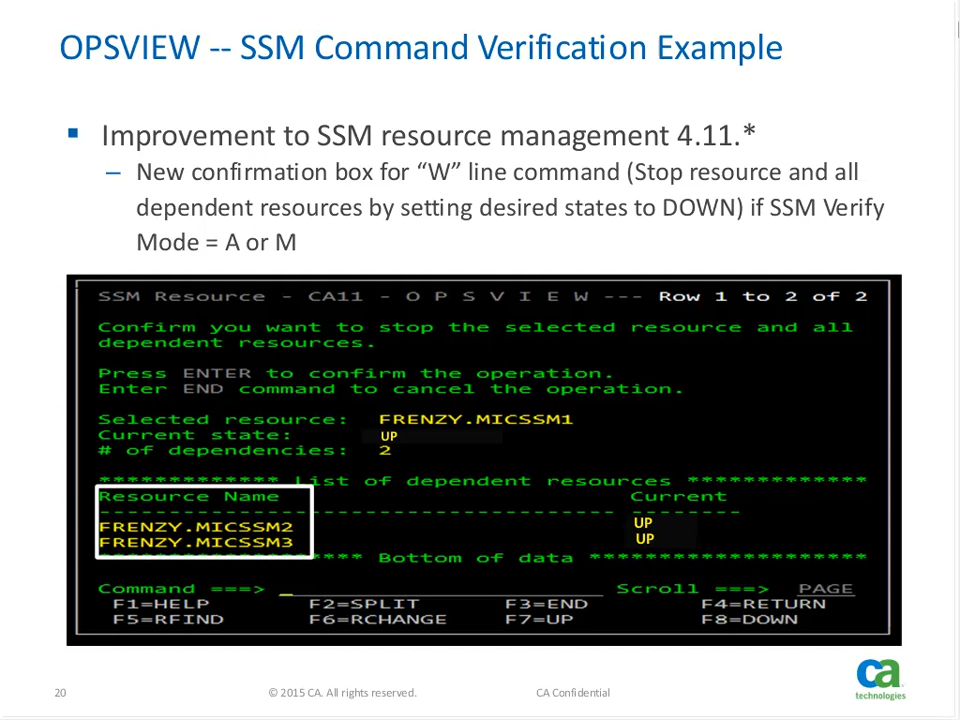 OPSVIEW -- SSM Command Verification Example
▪ Improvement to SSM resource management 4.11.*
– New confirmation box for “W” line command (Stop resource and all
dependent resources by setting desired states to DOWN) if SSM Verify
Mode = A or M
SSM Resource - CA11 - O P S V I E W --- Row 1 to 2 of 2
Confirm you want to stop the selected resource and all
dependent resources.
Press ENTER to confirm the operation.
Enter END command to cancel the operation.
Selected resource: FRENZY.MICSSM1
Current state: UP
# of dependencies: 2
************* List of dependent resources *************
Resource Name Current
------------------------------------- --------
FRENZY.MICSSM2 UP
FRENZY.MICSSM3 UP
******************* Bottom of data ********************
Command ===> _ Scroll ===> PAGE
F1=HELP F2=SPLIT F3=END F4=RETURN
F5=RFIND F6=RCHANGE F7=UP F8=DOWN
20 © 2015 CA. All rights reserved. CA Confidential
ca
technologies